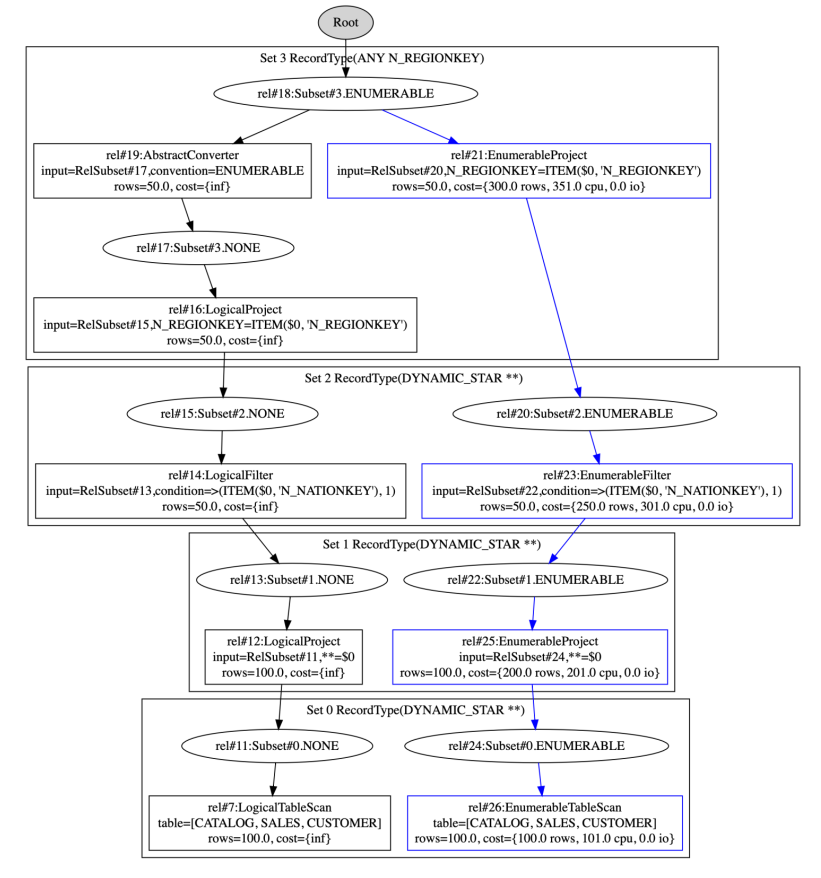 Root
Set 3 RecordType(ANY N_REGIONKEY)
rel#18:Subset#3.ENUMERABLE
rel#19:AbstractConverter
input=RelSubset#17,convention=ENUMERABLE
rows=50.0, cost={inf}
rel#21:EnumerableProject
input=RelSubset#20,N_REGIONKEY=ITEM($0, 'N_REGIONKEY')
rows=50.0, cost={300.0 rows, 351.0 cpu, 0.0 io}
rel#17:Subset#3.NONE
rel#16:LogicalProject
input=RelSubset#15,N_REGIONKEY=ITEM($0, 'N_REGIONKEY')
rows=50.0, cost={inf}
Set 2 RecordType(DYNAMIC_STAR **)
rel#15:Subset#2.NONE
rel#20:Subset#2.ENUMERABLE
rel#14:LogicalFilter
input=RelSubset#13,condition=>(ITEM($0, 'N_NATIONKEY'), 1)
rows=50.0, cost={inf}
rel#23:EnumerableFilter
input=RelSubset#22,condition=>(ITEM($0, 'N_NATIONKEY'), 1)
rows=50.0, cost={250.0 rows, 301.0 cpu, 0.0 io}
Set 1 RecordType(DYNAMIC_STAR **)
rel#13:Subset#1.NONE
rel#22:Subset#1.ENUMERABLE
rel#12:LogicalProject
input=RelSubset#11,**=$0
rows=100.0, cost={inf}
rel#25:EnumerableProject
input=RelSubset#24,**=$0
rows=100.0, cost={200.0 rows, 201.0 cpu, 0.0 io}
Set 0 RecordType(DYNAMIC_STAR **)
rel#11:Subset#0.NONE
rel#24:Subset#0.ENUMERABLE
rel#7:LogicalTableScan
table=[CATALOG, SALES, CUSTOMER]
rows=100.0, cost={inf}
rel#26:EnumerableTableScan
table=[CATALOG, SALES, CUSTOMER]
rows=100.0, cost={100.0 rows, 101.0 cpu, 0.0 io}